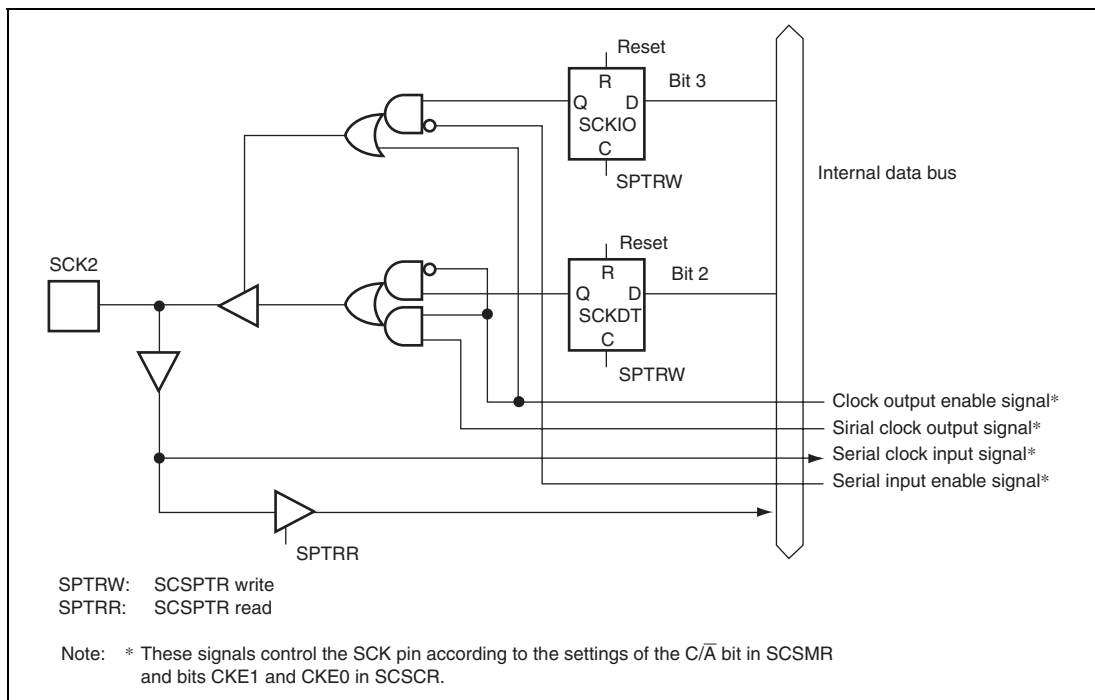 Reset
R
Bit 3
Q
D
SCKIO
C
SPTRW
Internal data bus
Reset
SCK2
R
Bit 2
Q
D
SCKDT
C
SPTRW
Clock output enable signal*
Sirial clock output signal*
Serial clock input signal*
Serial input enable signal*
SPTRR
SPTRW: SCSPTR write
SPTRR: SCSPTR read
Note: * These signals control the SCK pin according to the settings of the C/A̅ bit in SCSMR
and bits CKE1 and CKE0 in SCSCR.